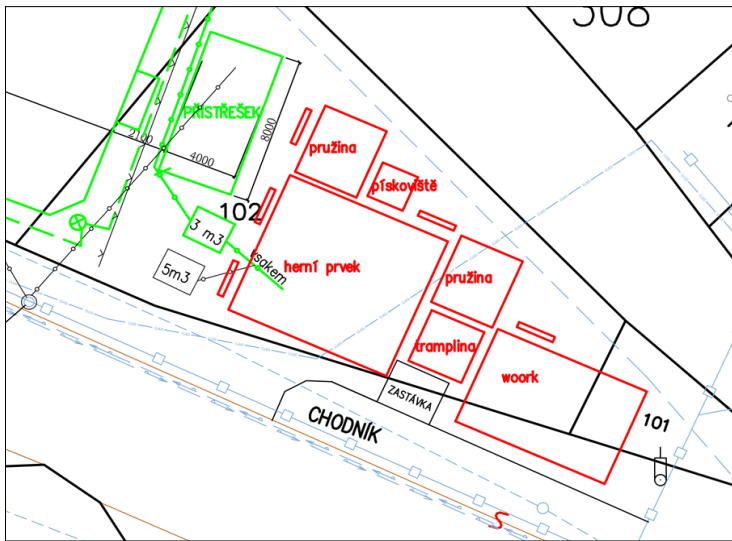 308
PŘÍSTŘEŠEK
2100
4000
8000
pružina
pískoviště
102
3 m3
vsakem
5m3
herní prvek
pružina
tramplina
woork
ZASTÁVKA
CHODNÍK
101
S